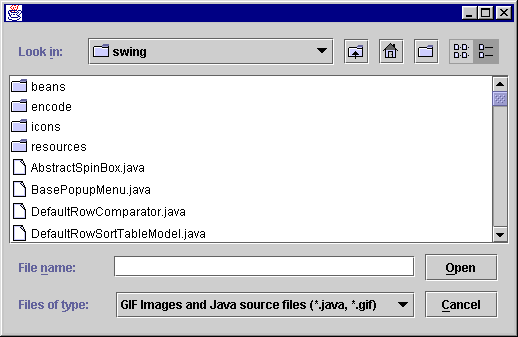 Look in: swing
beans
encode
icons
resources
AbstractSpinBox.java
BasePopupMenu.java
DefaultRowComparator.java
DefaultRowSortTableModel.java
File name: Open
Files of type: GIF Images and Java source files (*.java, *.gif) Cancel